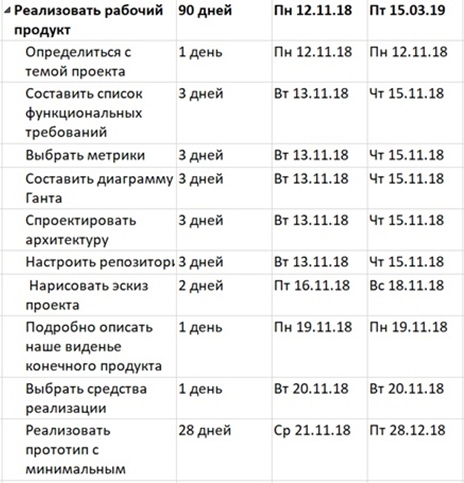 Реализовать рабочий 90 дней Пн 12.11.18 Пт 15.03.19
продукт
Определиться с 1 день Пн 12.11.18 Пн 12.11.18
темой проекта
Составить список 3 дней Вт 13.11.18 Чт 15.11.18
функциональных
требований
Выбрать метрики 3 дней Вт 13.11.18 Чт 15.11.18
Составить диаграмму 3 дней Вт 13.11.18 Чт 15.11.18
Ганта
Спроектировать 3 дней Вт 13.11.18 Чт 15.11.18
архитектуру
Настроить репозитори 3 дней Вт 13.11.18 Чт 15.11.18
Нарисовать эскиз 2 дней Пт 16.11.18 Вс 18.11.18
проекта
Подробно описать 1 день Пн 19.11.18 Пн 19.11.18
наше виденье
конечного продукта
Выбрать средства 1 день Вт 20.11.18 Вт 20.11.18
реализации
Реализовать 28 дней Ср 21.11.18 Пт 28.12.18
прототип с
минимальным